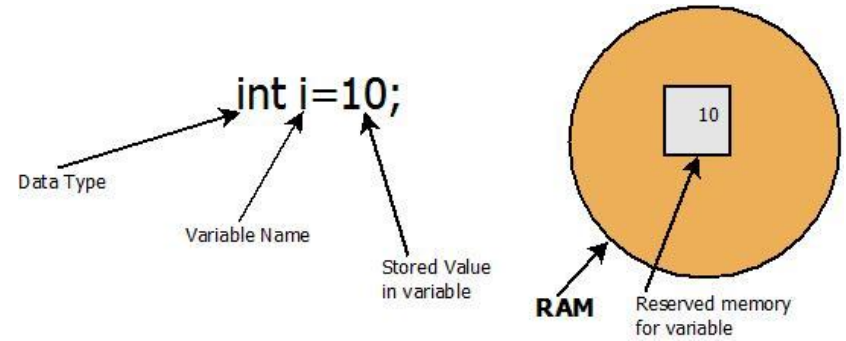 int i=10;
10
Data Type
Variable Name
Stored Value
in variable
RAM
Reserved memory
for variable